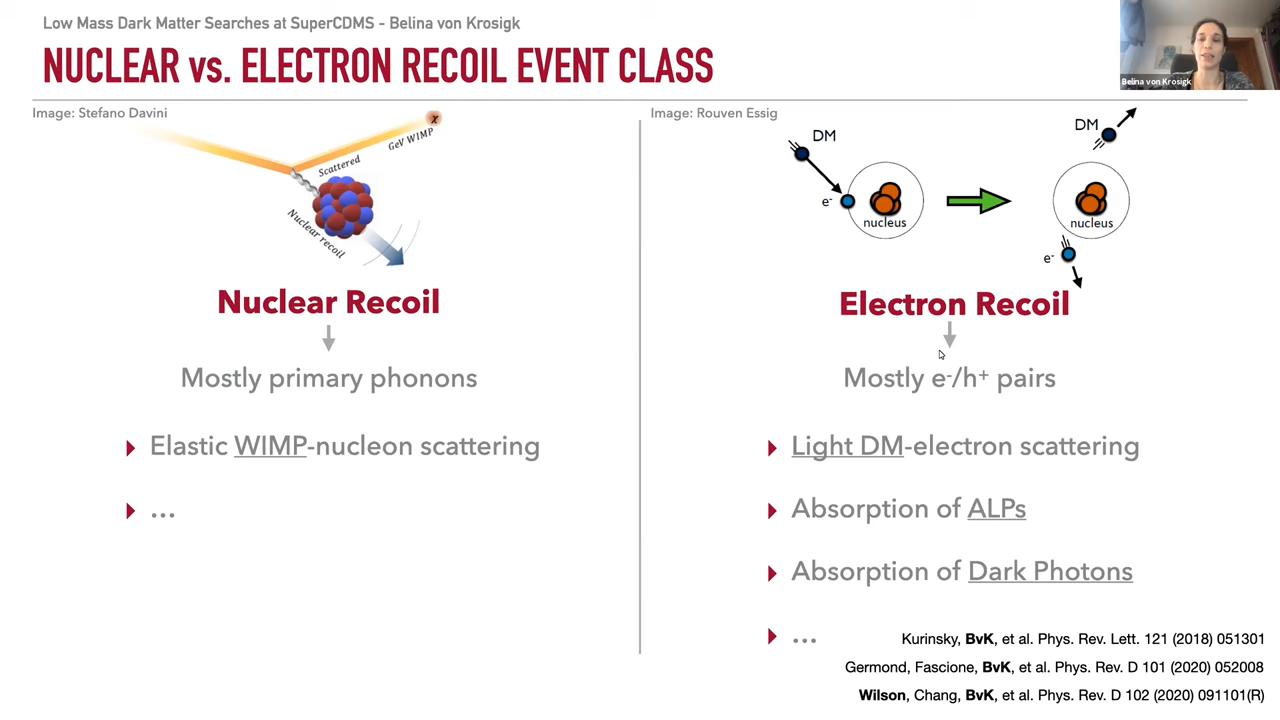 Low Mass Dark Matter Searches at SuperCDMS - Belina von Krosigk
NUCLEAR vs. ELECTRON RECOIL EVENT CLASS
Belina von Krosigk
Image: Stefano Davini
χ
GeV WIMP
Scattered
Nuclear recoil
Nuclear Recoil
Mostly primary phonons
Elastic WIMP-nucleon scattering
...
Image: Rouven Essig
DM
e-
nucleus
DM
nucleus
e-
Electron Recoil
Mostly e-/h+ pairs
Light DM-electron scattering
Absorption of ALPs
Absorption of Dark Photons
...
Kurinsky, BvK, et al. Phys. Rev. Lett. 121 (2018) 051301
Germond, Fascione, BvK, et al. Phys. Rev. D 101 (2020) 052008
Wilson, Chang, BvK, et al. Phys. Rev. D 102 (2020) 091101(R)